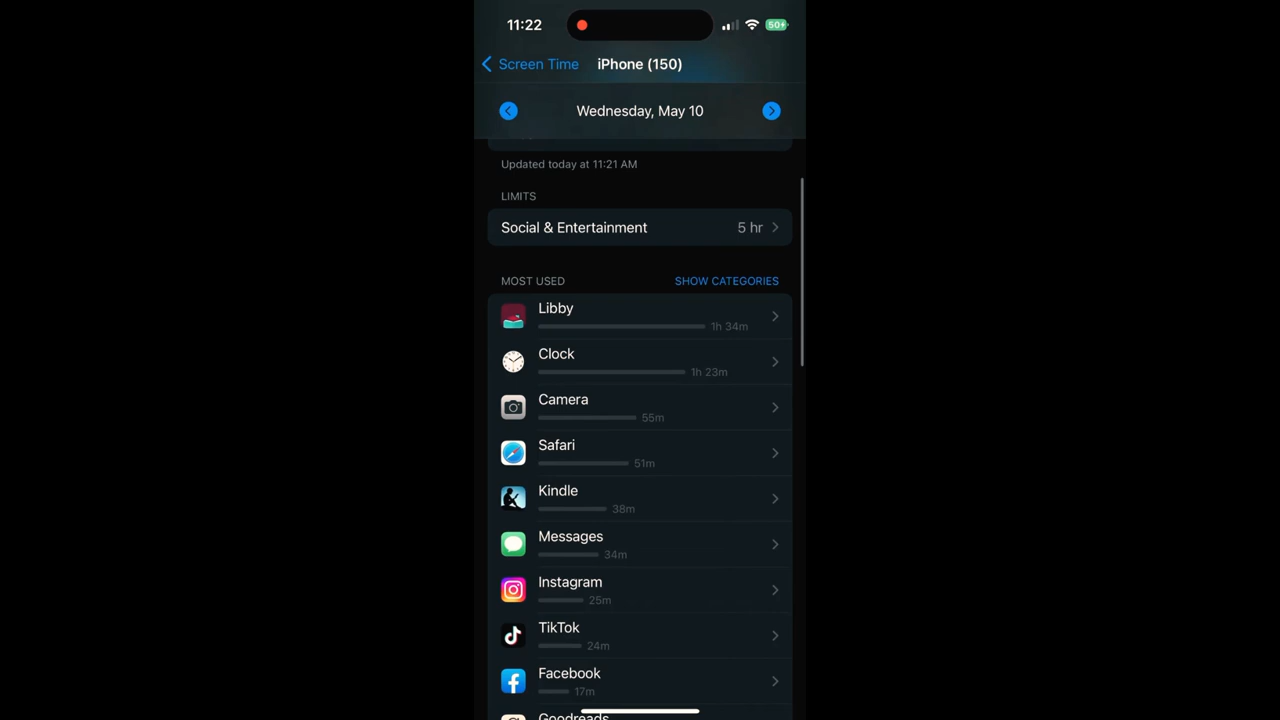 11:22
50
Screen Time
iPhone (150)
Wednesday, May 10
Updated today at 11:21 AM
LIMITS
Social & Entertainment
5 hr
MOST USED
SHOW CATEGORIES
Libby
1h 34m
Clock
1h 23m
Camera
55m
Safari
51m
Kindle
38m
Messages
34m
Instagram
25m
TikTok
24m
Facebook
17m
Goodreads